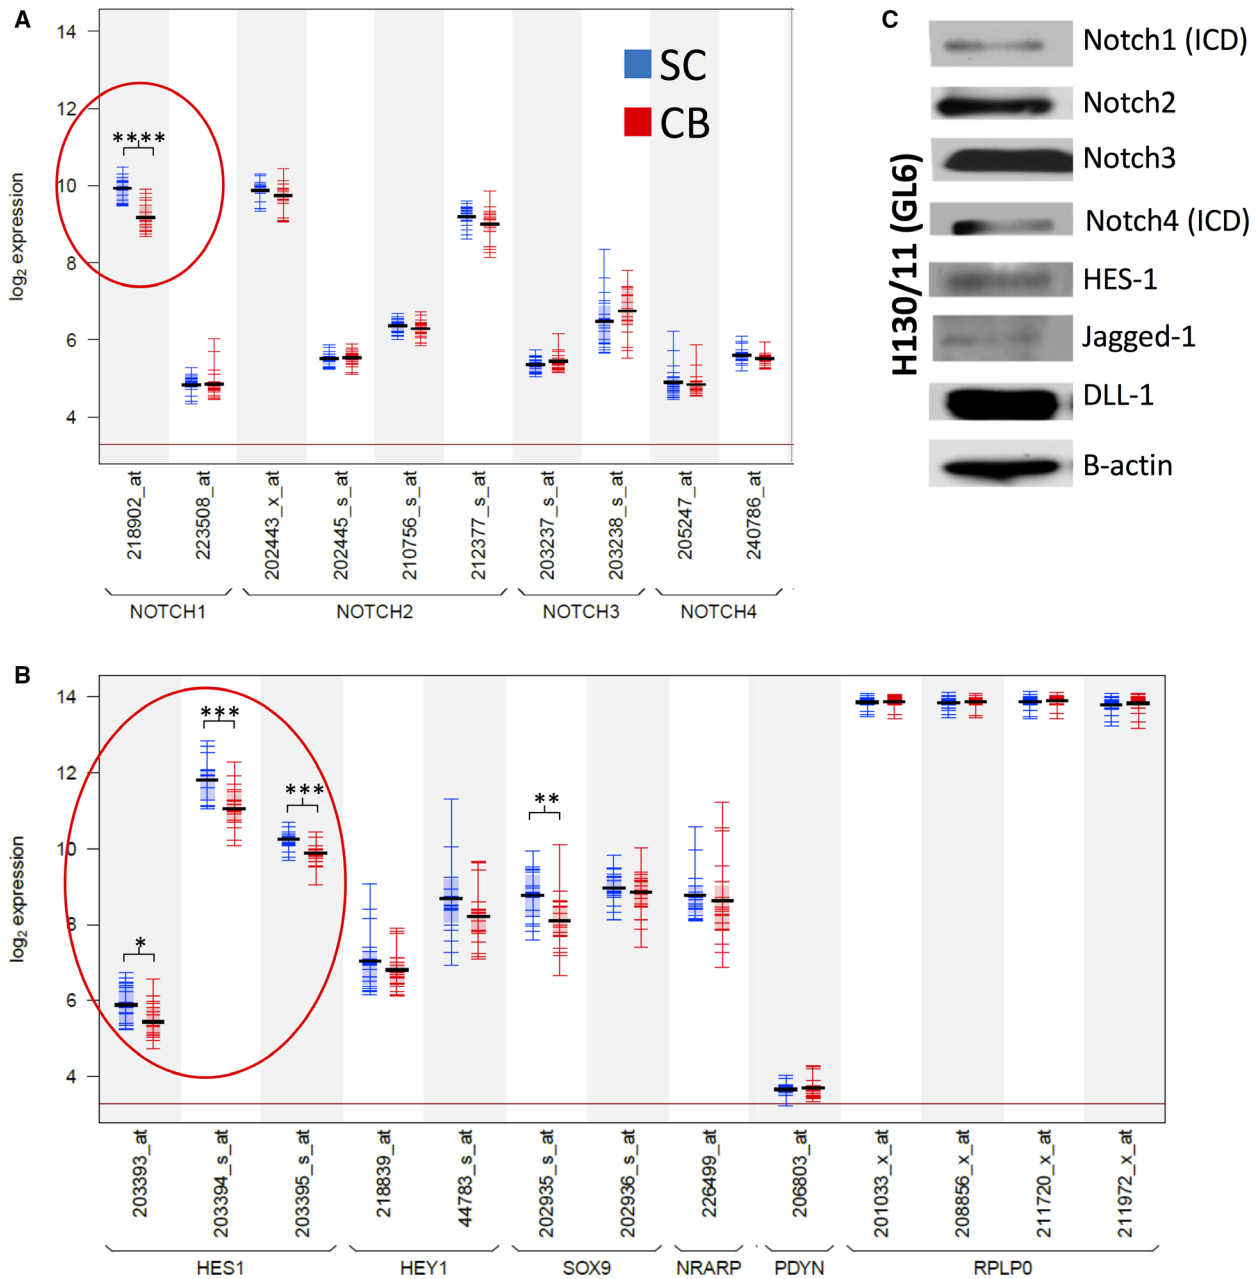 A
14
12
10
8
6
4
log2 expression
****
SC
CB
218902_at
223508_at
202443_x_at
202445_s_at
210756_s_at
212377_s_at
203237_s_at
203238_s_at
205247_at
240786_at
NOTCH1
NOTCH2
NOTCH3
NOTCH4
C
H130/11 (GL6)
Notch1 (ICD)
Notch2
Notch3
Notch4 (ICD)
HES-1
Jagged-1
DLL-1
B-actin
B
14
12
10
8
6
4
log2 expression
*
***
***
**
203393_at
203394_s_at
203395_s_at
218839_at
44783_s_at
202935_s_at
202936_s_at
226499_at
206803_at
201033_x_at
208856_x_at
211720_x_at
211972_x_at
HES1
HEY1
SOX9
NRARP
PDYN
RPLP0